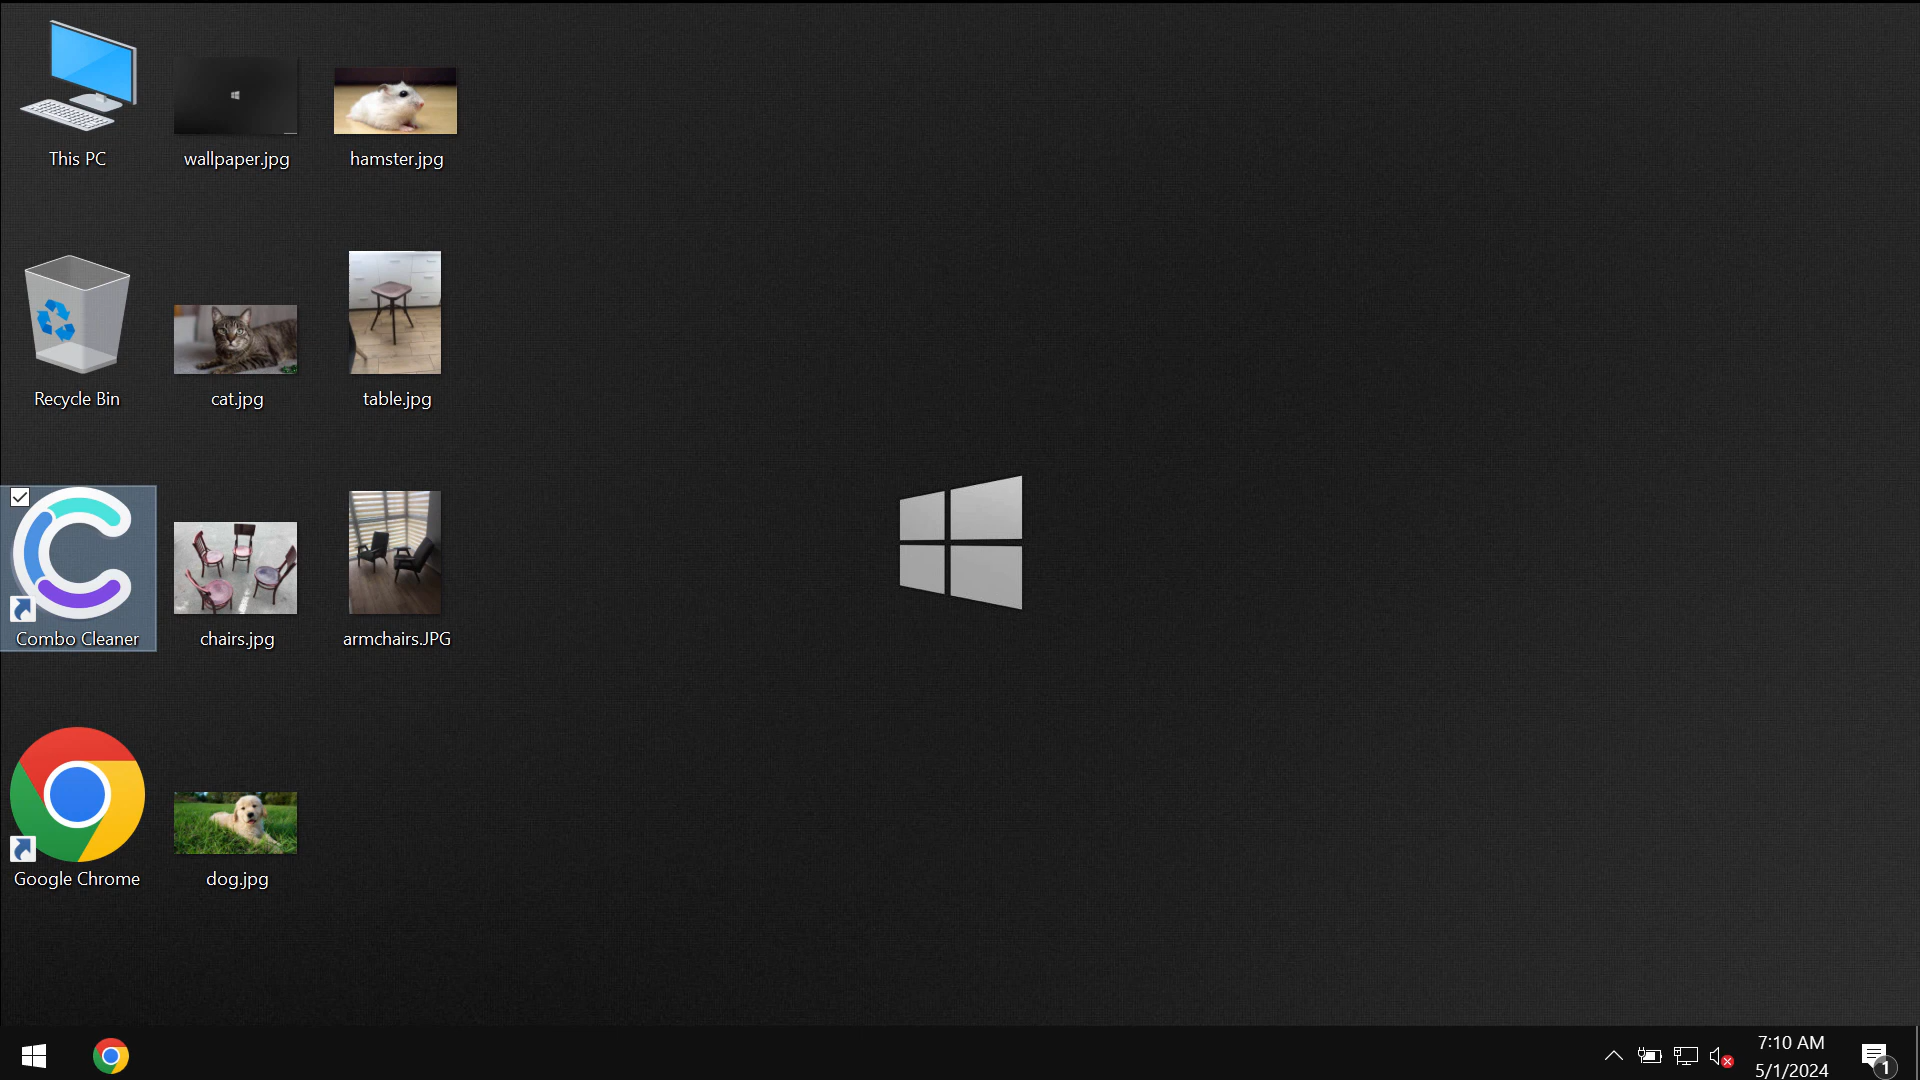 This PC
wallpaper.jpg
hamster.jpg
Recycle Bin
cat.jpg
table.jpg
Combo Cleaner
chairs.jpg
armchairs.JPG
Google Chrome
dog.jpg
7:10 AM
5/1/2024
1